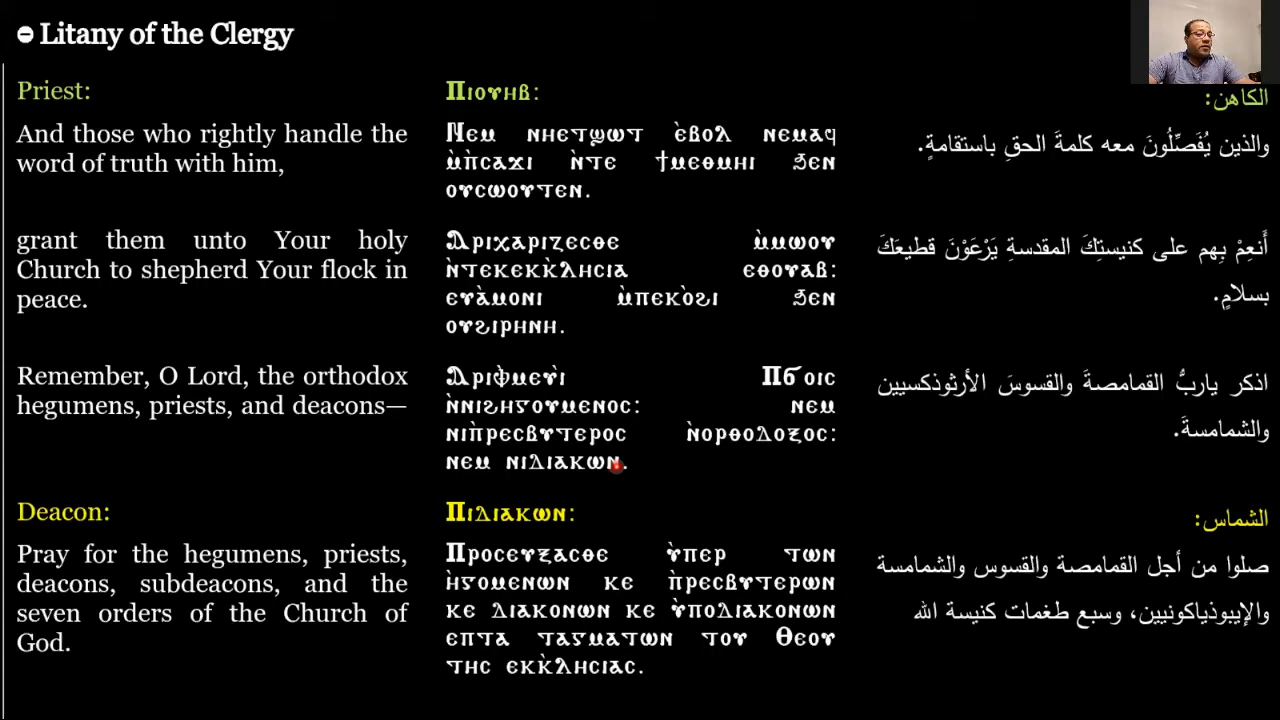 Litany of the Clergy
Priest:
And those who rightly handle the
word of truth with him,
grant them unto Your holy
Church to shepherd Your flock in
peace.
Remember, O Lord, the orthodox
hegumens, priests, and deacons—
Deacon:
Pray for the hegumens, priests,
deacons, subdeacons, and the
seven orders of the Church of
God.
Ⲡⲓⲟⲩⲏⲃ:
Ⲛⲉⲙ ⲛⲏⲉⲧϣⲱⲧ ⲉ̀ⲃⲟⲗ ⲛⲉⲙⲁϥ
ⲙ̀ⲡ̀ⲥⲁϫⲓ ⲛ̀ⲧⲉ ϯⲙⲉⲑⲙⲏⲓ ϧⲉⲛ
ⲟⲩⲥⲱⲟⲩⲧⲉⲛ.
Ⲁⲣⲓⲭⲁⲣⲓⲍⲉⲥⲑⲉ ⲙ̀ⲙⲱⲟⲩ
ⲛ̀ⲧⲉⲕⲉⲕⲕ̀ⲗⲏⲥⲓⲁ ⲉⲑⲟⲩⲁⲃ:
ⲉⲩⲁ̀ⲙⲟⲛⲓ ⲙ̀ⲡⲉⲕⲟ̀ϩⲓ ϧⲉⲛ
ⲟⲩϩⲓⲣⲏⲛⲏ.
Ⲁⲣⲓⲫ̀ⲙⲉⲩⲓ̀ Ⲡϭⲟⲓⲥ
ⲛ̀ⲛⲓϩⲏⲅⲟⲩⲙⲉⲛⲟⲥ: ⲛⲉⲙ
ⲛⲓⲡ̀ⲣⲉⲥⲃⲩⲧⲉⲣⲟⲥ ⲛ̀ⲟⲣⲑⲟⲇⲟⲝⲟⲥ:
ⲛⲉⲙ ⲛⲓⲇⲓⲁⲕⲱⲛ.
Ⲡⲓⲇⲓⲁⲕⲱⲛ:
Ⲡⲣⲟⲥⲉⲩⲝⲁⲥⲑⲉ ⲩ̀ⲡⲉⲣ ⲧⲱⲛ
ⲏ̀ⲅⲟⲙⲉⲛⲱⲛ ⲕⲉ ⲡ̀ⲣⲉⲥⲃⲩⲧⲉⲣⲱⲛ
ⲕⲉ ⲇⲓⲁⲕⲟⲛⲱⲛ ⲕⲉ ⲩ̀ⲡⲟⲇⲓⲁⲕⲟⲛⲱⲛ
ⲉⲡⲧⲁ ⲧⲁⲅⲙⲁⲧⲱⲛ ⲧⲟⲩ Ⲑⲉⲟⲩ
ⲧⲏⲥ ⲉⲕⲕ̀ⲗⲏⲥⲓⲁⲥ.
الكاهن:
والذين يُفَصِّلُونَ معه كلمةَ الحقِ باستقامةٍ.
أَنعِمْ بِهم على كنيستِكَ المقدسةِ يَرْعَوْنَ قطيعَكَ
بسلامٍ.
اذكر ياربُّ القمامصةَ والقسوسَ الأرثوذكسيين
والشمامسةَ.
الشماس:
صلوا من أجل القمامصة والقسوس والشمامسة
والإيبوذياكونيين، وسبع طغمات كنيسة الله